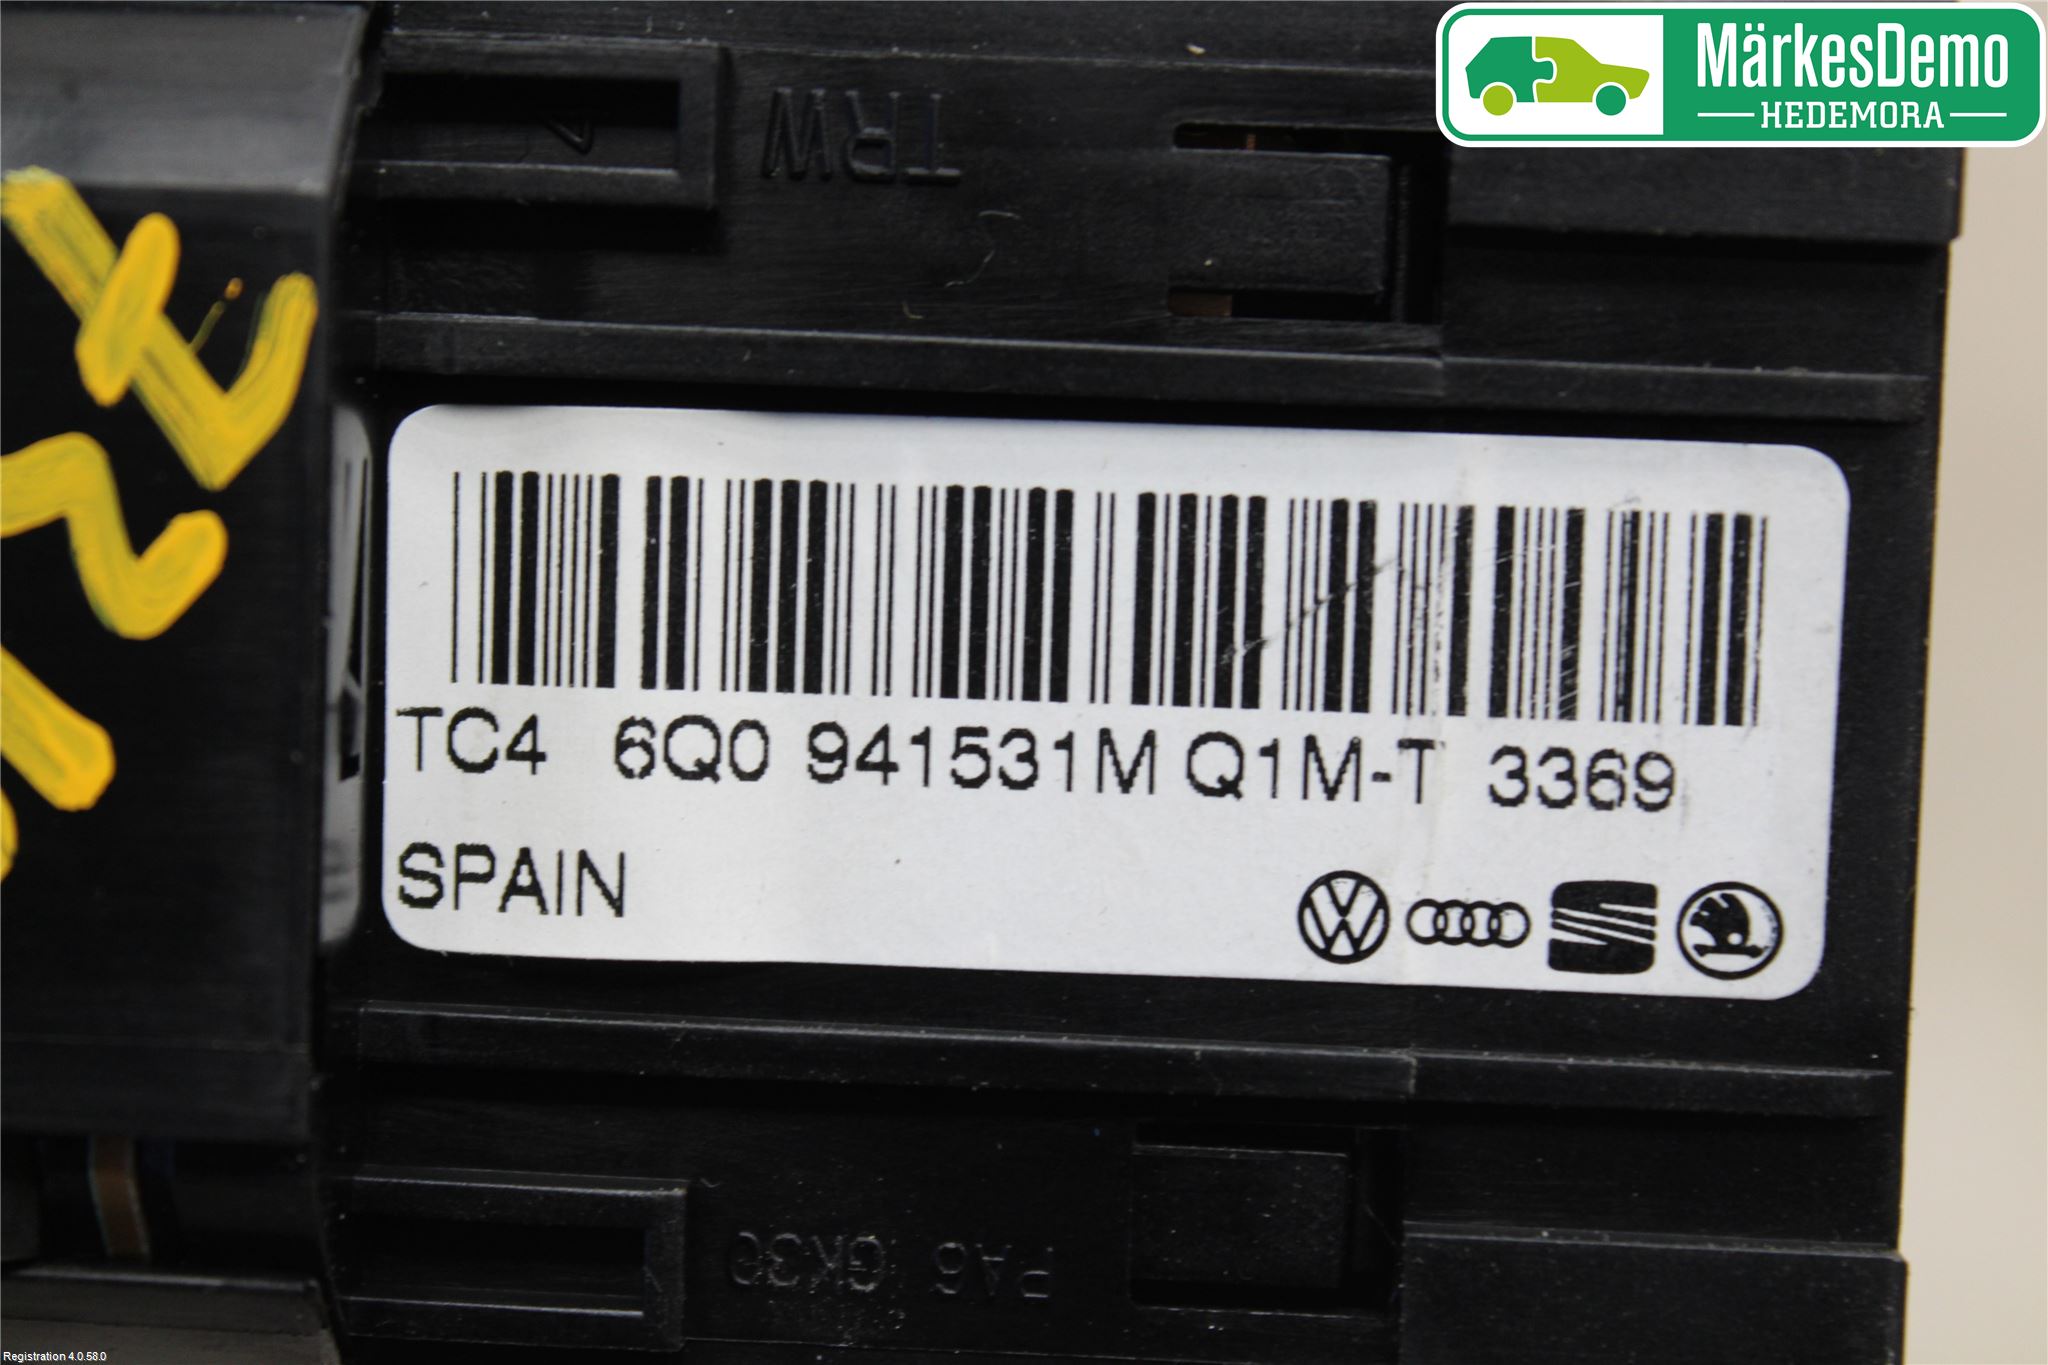 MärkesDemo
HEDEMORA
TRW
TC4 6Q0 941531M Q1M-T 3369
SPAIN
PA6 GK30
Registration 4.0.58.0